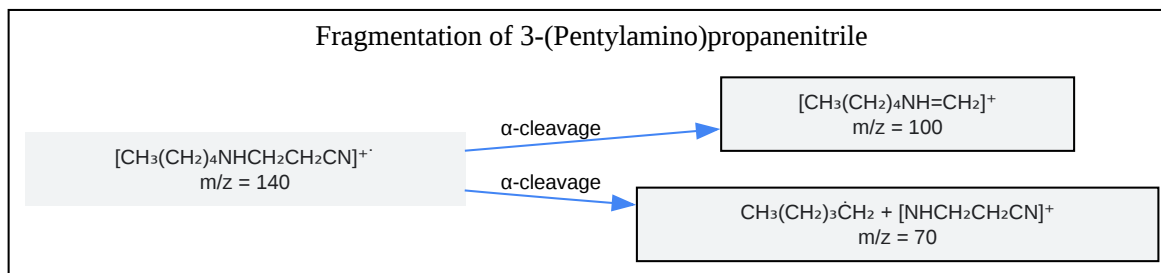 Fragmentation of 3-(Pentylamino)propanenitrile
[CH₃(CH₂)₄NH=CH₂]⁺
m/z = 100
α-cleavage
[CH₃(CH₂)₄NHCH₂CH₂CN]⁺˙
m/z = 140
α-cleavage
CH₃(CH₂)₃ĊH₂ + [NHCH₂CH₂CN]⁺
m/z = 70